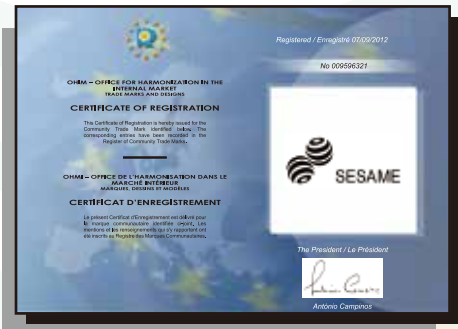 OHIM – OFFICE FOR HARMONIZATION IN THE
INTERNAL MARKET
TRADE MARKS AND DESIGNS
CERTIFICATE OF REGISTRATION
This Certificate of Registration is hereby issued for the
Community Trade Mark identified below. The
corresponding entries have been recorded in the
Register of Community Trade Marks.
OHMI – OFFICE DE L'HARMONISATION DANS LE
MARCHÉ INTÉRIEUR
MARQUES, DESSINS ET MODÈLES
CERTIFICAT D'ENREGISTREMENT
Le présent Certificat d'Enregistrement est délivré pour
la marque communautaire identifiée ci-joint. Les
mentions et les renseignements qui s'y rapportent ont
été inscrits au Registre des Marques Communautaires.
Registered / Enregistré 07/09/2012
No 009596321
SESAME
The President / Le Président
António Campinos